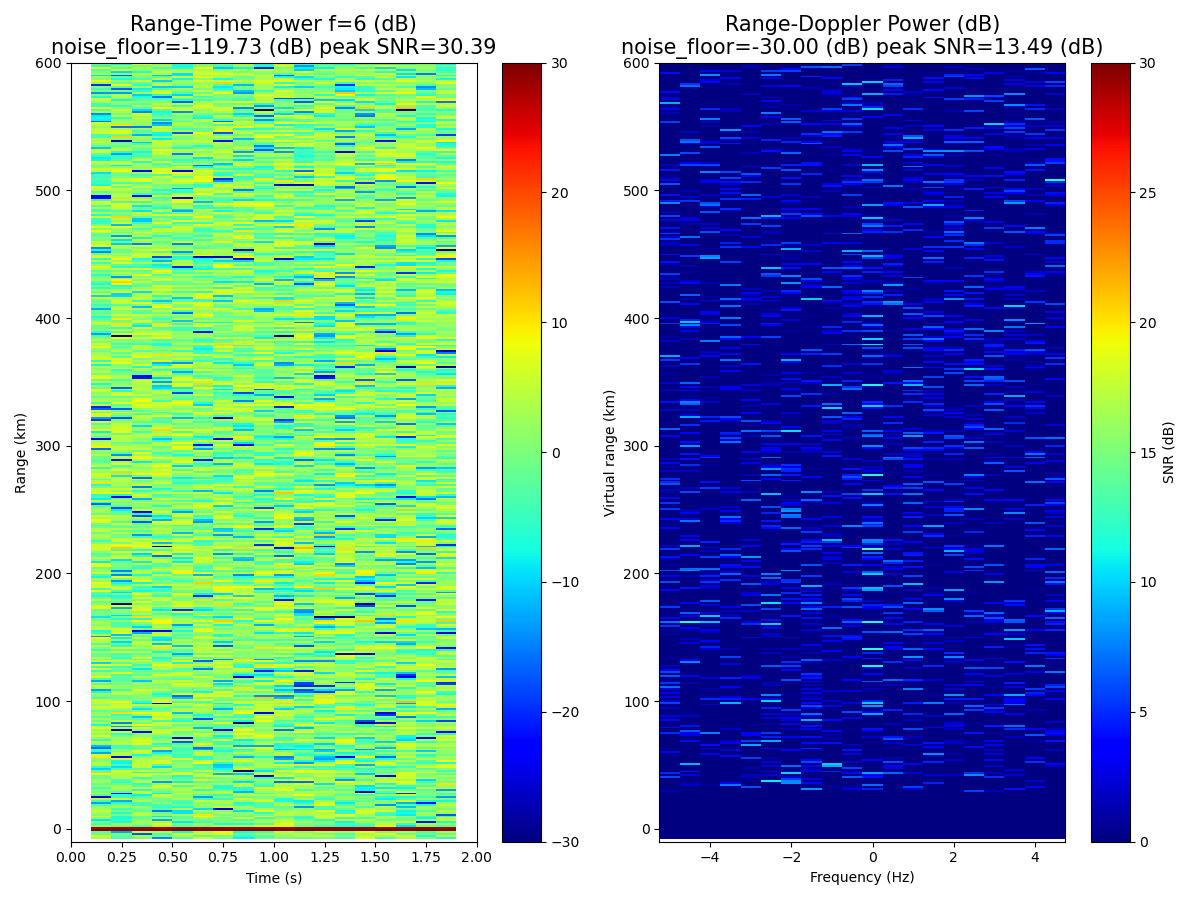 Range-Time Power f=6 (dB)
noise_floor=-119.73 (dB) peak SNR=30.39
Range (km)
600
500
400
300
200
100
0
0.00 0.25 0.50 0.75 1.00 1.25 1.50 1.75 2.00
Time (s)
30
20
10
0
−10
−20
−30
Range-Doppler Power (dB)
noise_floor=-30.00 (dB) peak SNR=13.49 (dB)
Virtual range (km)
600
500
400
300
200
100
0
−4 −2 0 2 4
Frequency (Hz)
30
25
20
15
10
5
0
SNR (dB)